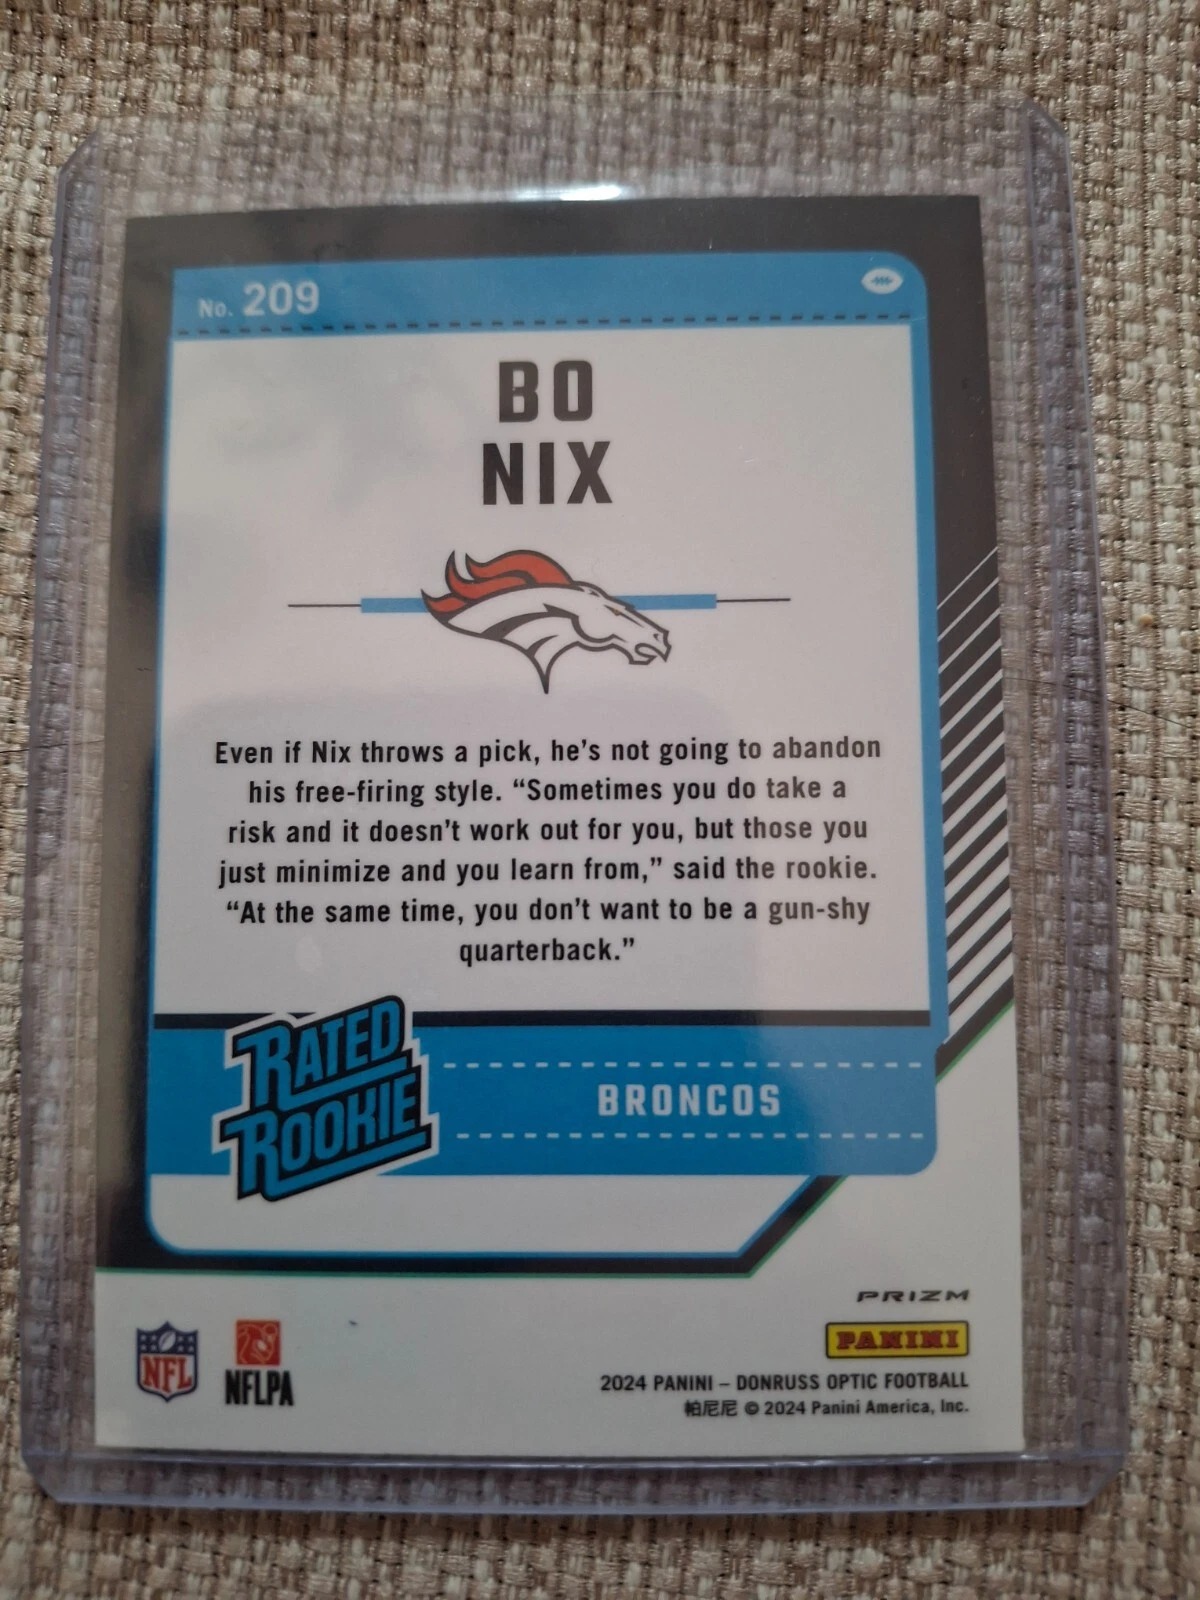 No. 209
BO
NIX
Even if Nix throws a pick, he's not going to abandon
his free-firing style. “Sometimes you do take a
risk and it doesn't work out for you, but those you
just minimize and you learn from,” said the rookie.
“At the same time, you don't want to be a gun-shy
quarterback.”
RATED
ROOKIE
BRONCOS
PRIZM
PANINI
NFL
NFLPA
2024 PANINI – DONRUSS OPTIC FOOTBALL
帕尼尼 © 2024 Panini America, Inc.